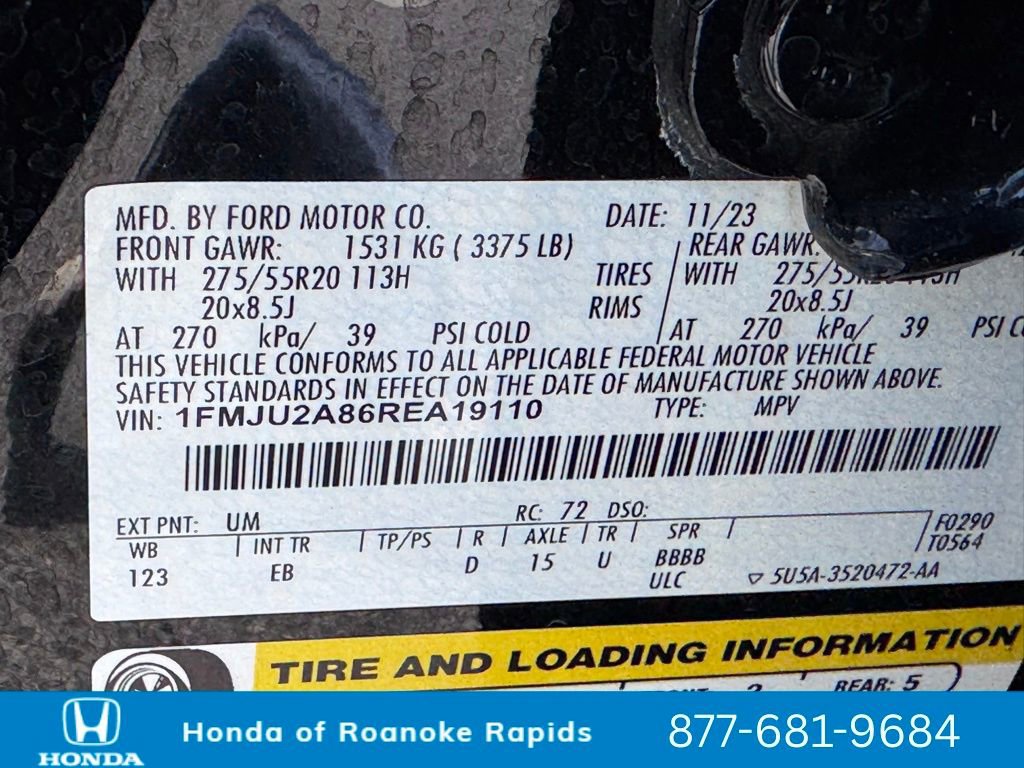 MFD. BY FORD MOTOR CO. DATE: 11/23
FRONT GAWR: 1531 KG ( 3375 LB) REAR GAWR:
WITH 275/55R20 113H TIRES WITH 275/55R20 113H
20x8.5J RIMS 20x8.5J
AT 270 kPa/ 39 PSI COLD AT 270 kPa/ 39 PSI
THIS VEHICLE CONFORMS TO ALL APPLICABLE FEDERAL MOTOR VEHICLE
SAFETY STANDARDS IN EFFECT ON THE DATE OF MANUFACTURE SHOWN ABOVE.
VIN: 1FMJU2A86REA19110 TYPE: MPV
EXT PNT: UM RC: 72 DSO:
WB INT TR TP/PS R AXLE TR SPR F0290
123 EB D 15 U BBBB T0564
ULC 5U5A-3520472-AA
TIRE AND LOADING INFORMATION
REAR: 5
HONDA
Honda of Roanoke Rapids
877-681-9684